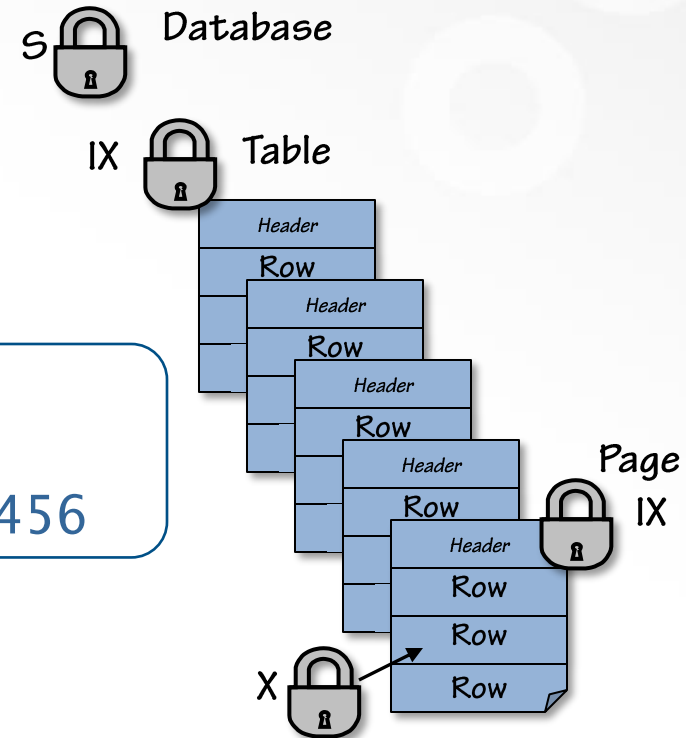 S Database
IX Table
Header
Row
Header
Row
Header
Row
Header
Row
Page
IX
456
Header
Row
Row
X
Row